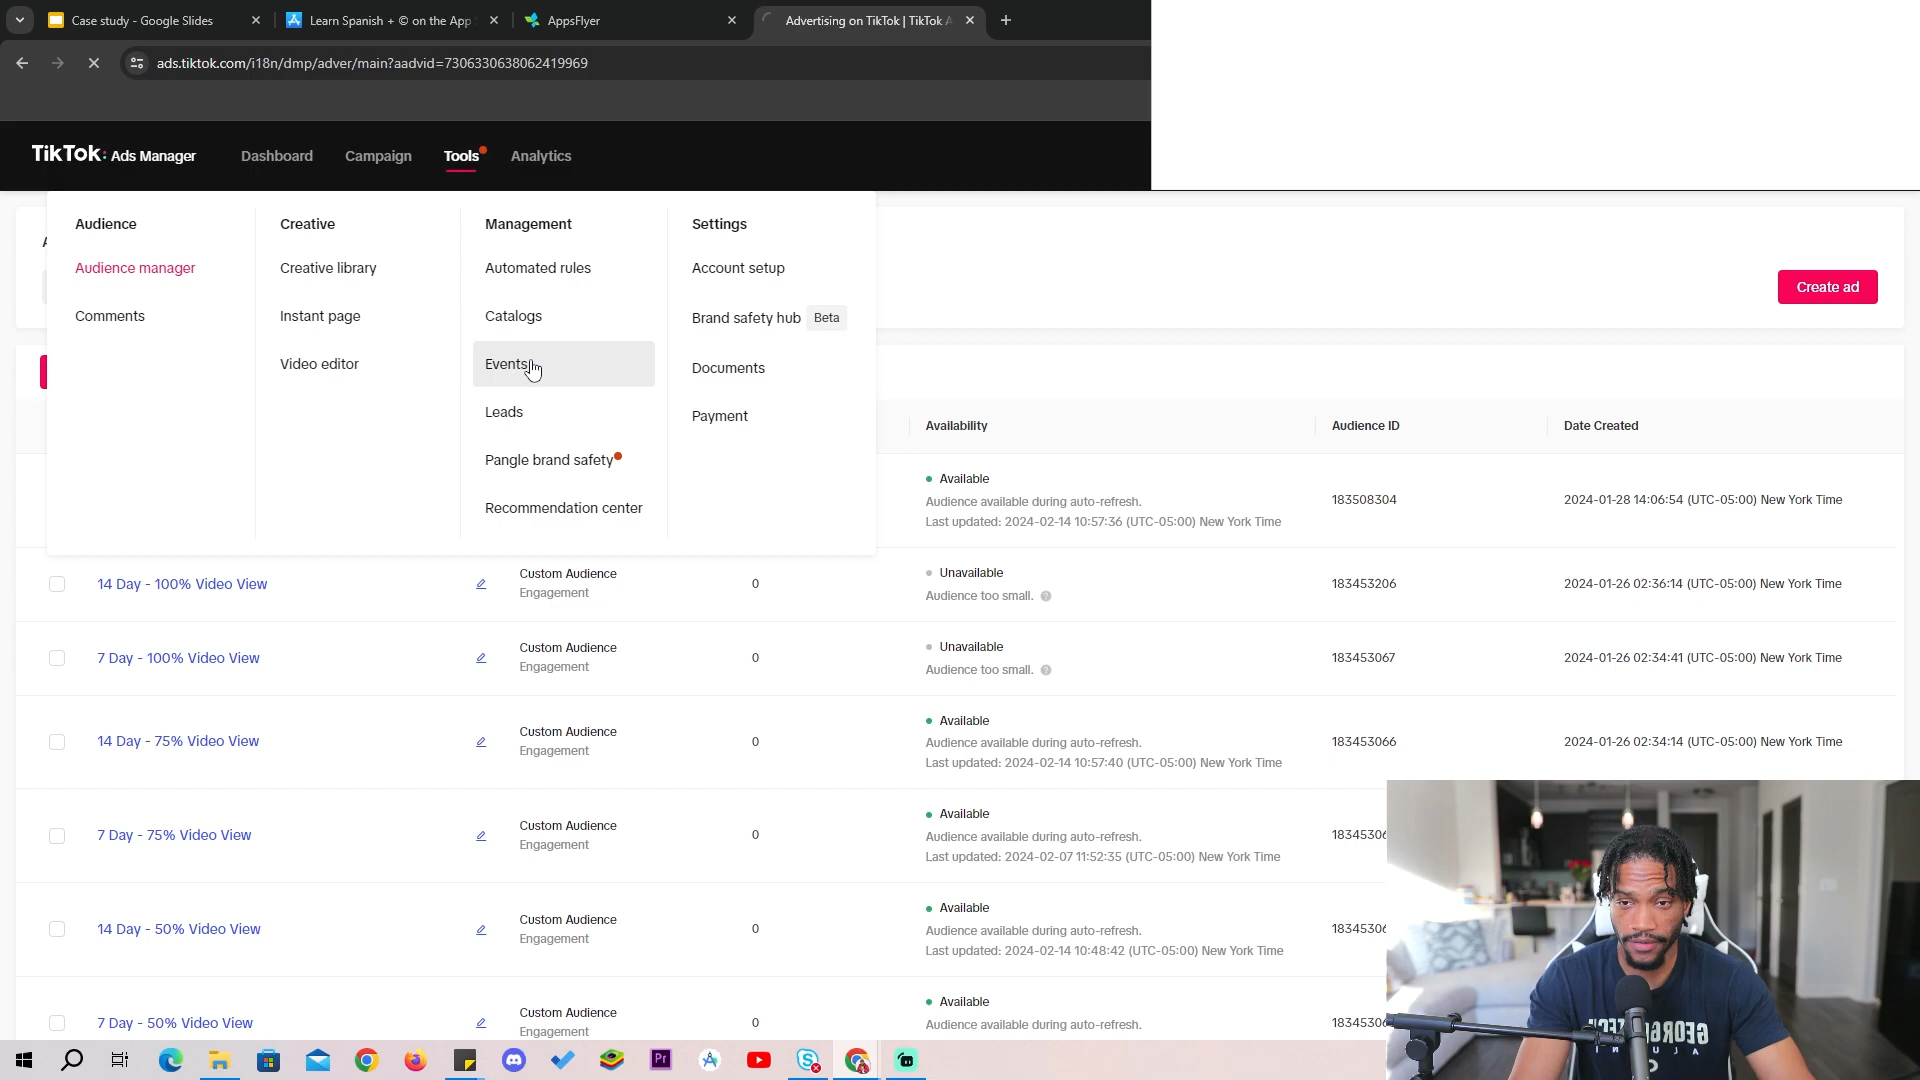 Case study - Google Slides
Learn Spanish + © on the App
AppsFlyer
Advertising on TikTok | TikTok A
ads.tiktok.com/i18n/dmp/adver/main?aadvid=7306330638062419969
TikTok: Ads Manager
Dashboard
Campaign
Tools
Analytics
Audience
Creative
Management
Settings
Audience manager
Creative library
Automated rules
Account setup
Create ad
Comments
Instant page
Catalogs
Brand safety hub
Beta
Video editor
Events
Documents
Leads
Payment
Availability
Audience ID
Date Created
Pangle brand safety
Recommendation center
Available
Audience available during auto-refresh.
Last updated: 2024-02-14 10:57:36 (UTC-05:00) New York Time
183508304
2024-01-28 14:06:54 (UTC-05:00) New York Time
14 Day - 100% Video View
Custom Audience
Engagement
0
Unavailable
Audience too small.
183453206
2024-01-26 02:36:14 (UTC-05:00) New York Time
7 Day - 100% Video View
Custom Audience
Engagement
0
Unavailable
Audience too small.
183453067
2024-01-26 02:34:41 (UTC-05:00) New York Time
14 Day - 75% Video View
Custom Audience
Engagement
0
Available
Audience available during auto-refresh.
Last updated: 2024-02-14 10:57:40 (UTC-05:00) New York Time
183453066
2024-01-26 02:34:14 (UTC-05:00) New York Time
7 Day - 75% Video View
Custom Audience
Engagement
0
Available
Audience available during auto-refresh.
Last updated: 2024-02-07 11:52:35 (UTC-05:00) New York Time
18345306
14 Day - 50% Video View
Custom Audience
Engagement
0
Available
Audience available during auto-refresh.
Last updated: 2024-02-14 10:48:42 (UTC-05:00) New York Time
18345306
7 Day - 50% Video View
Custom Audience
Engagement
0
Available
Audience available during auto-refresh.
18345306
Pr